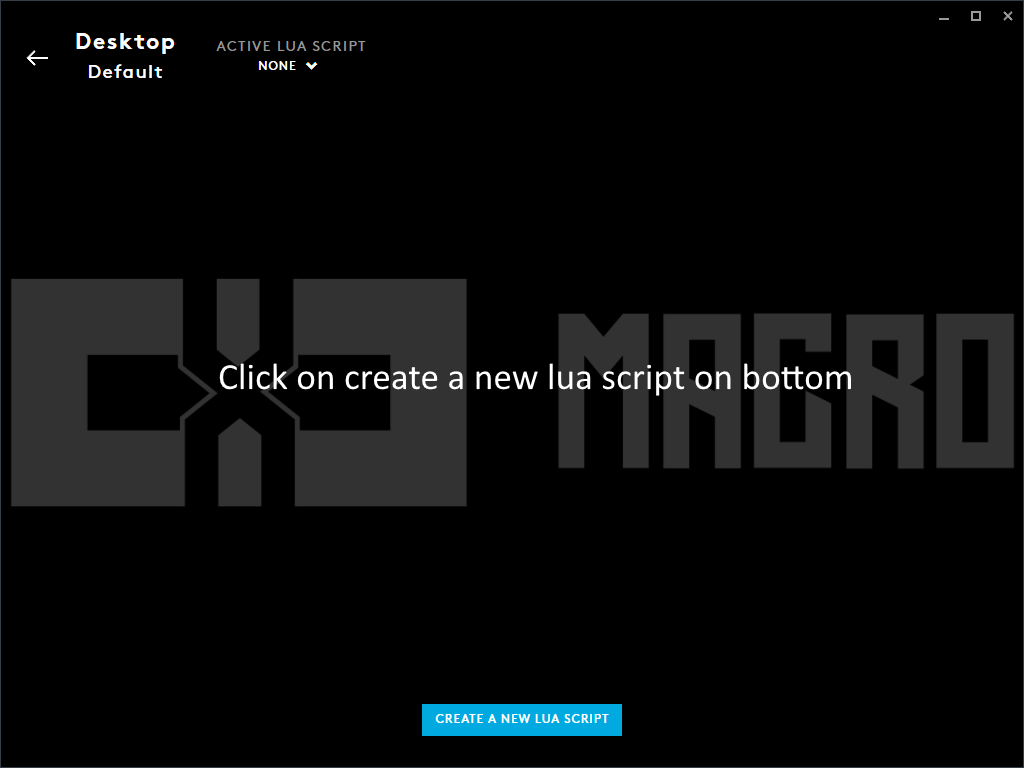 Desktop
Default
ACTIVE LUA SCRIPT
NONE
MACRO
Click on create a new lua script on bottom
CREATE A NEW LUA SCRIPT